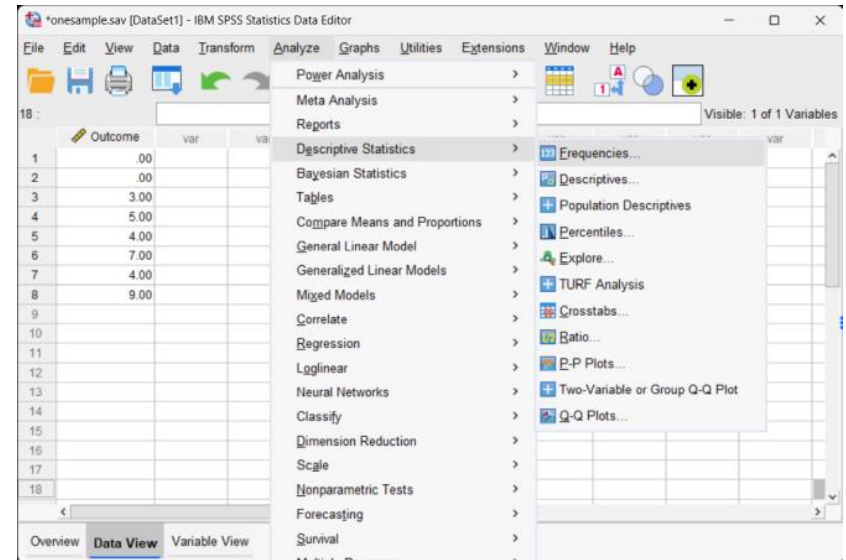 *onesample.sav [DataSet1] - IBM SPSS Statistics Data Editor
File Edit View Data Transform Analyze Graphs Utilities Extensions Window Help
18 :
Visible: 1 of 1 Variables
Outcome var var
1 .00
2 .00
3 3.00
4 5.00
5 4.00
6 7.00
7 4.00
8 9.00
9
10
11
12
13
14
15
16
17
18
Power Analysis
Meta Analysis
Reports
Descriptive Statistics
Bayesian Statistics
Tables
Compare Means and Proportions
General Linear Model
Generalized Linear Models
Mixed Models
Correlate
Regression
Loglinear
Neural Networks
Classify
Dimension Reduction
Scale
Nonparametric Tests
Forecasting
Survival
Frequencies...
Descriptives...
Population Descriptives
Percentiles...
Explore...
TURF Analysis
Crosstabs...
Ratio...
P-P Plots...
Two-Variable or Group Q-Q Plot
Q-Q Plots...
Overview Data View Variable View